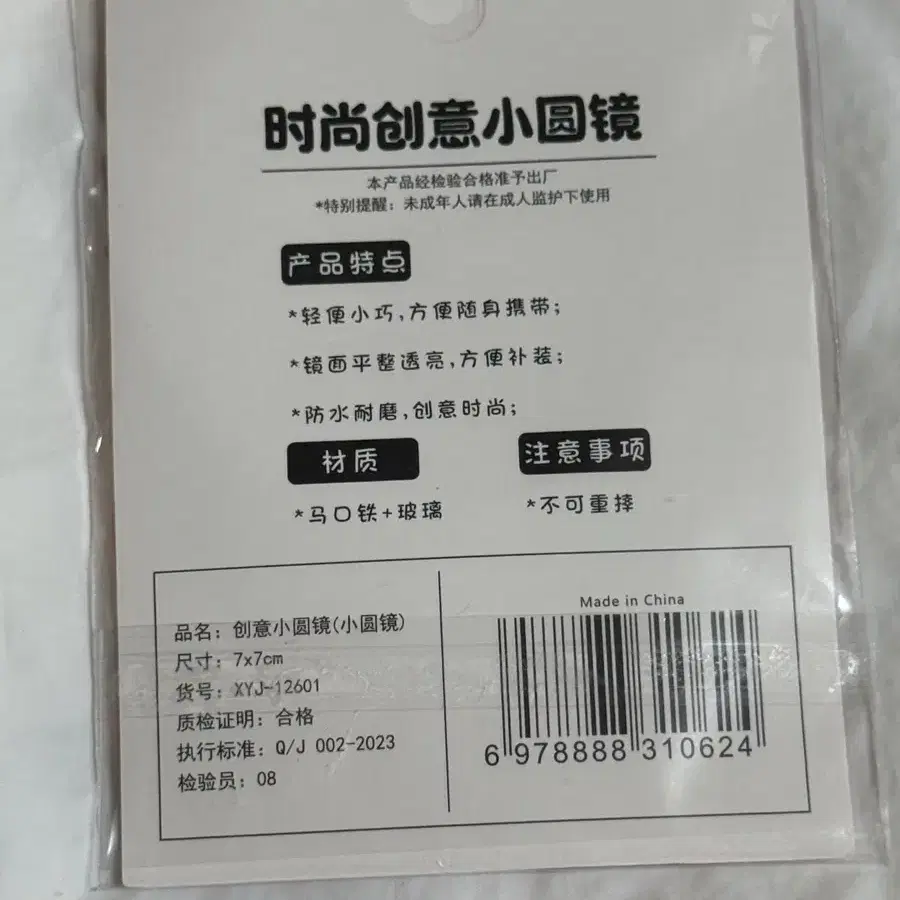 时尚创意小圆镜
本产品经检验合格准予出厂
*特别提醒：未成年人请在成人监护下使用
产品特点
*轻便小巧,方便随身携带;
*镜面平整透亮,方便补装;
*防水耐磨,创意时尚;
材质
*马口铁+玻璃
注意事项
*不可重摔
品名：创意小圆镜(小圆镜)
尺寸：7x7cm
货号：XYJ-12601
质检证明：合格
执行标准：Q/J 002-2023
检验员：08
Made in China
6 978888 310624